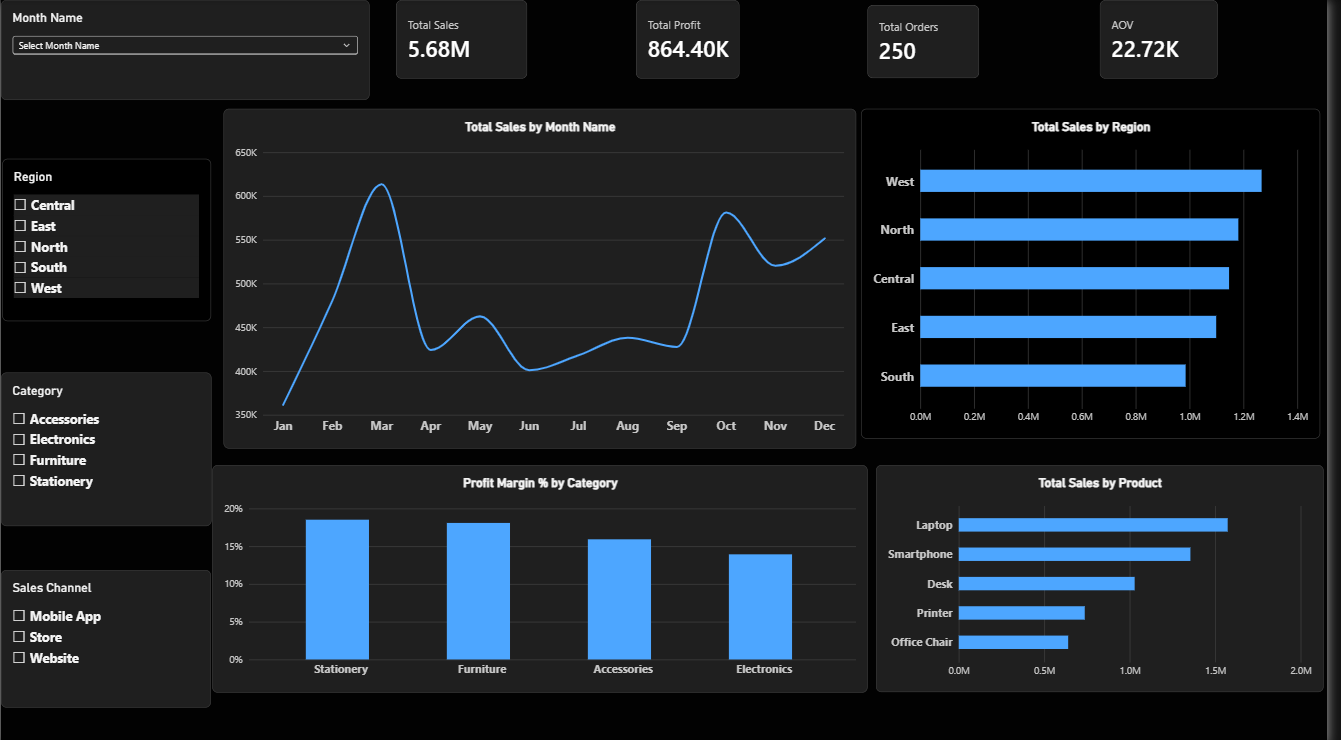 Month Name
Select Month Name
Total Sales
5.68M
Total Profit
864.40K
Total Orders
250
AOV
22.72K
Region
Central
East
North
South
West
Category
Accessories
Electronics
Furniture
Stationery
Sales Channel
Mobile App
Store
Website
Total Sales by Month Name
650K
600K
550K
500K
450K
400K
350K
Jan Feb Mar Apr May Jun Jul Aug Sep Oct Nov Dec
Total Sales by Region
West
North
Central
East
South
0.0M 0.2M 0.4M 0.6M 0.8M 1.0M 1.2M 1.4M
Profit Margin % by Category
20%
15%
10%
5%
0%
Stationery Furniture Accessories Electronics
Total Sales by Product
Laptop
Smartphone
Desk
Printer
Office Chair
0.0M 0.5M 1.0M 1.5M 2.0M